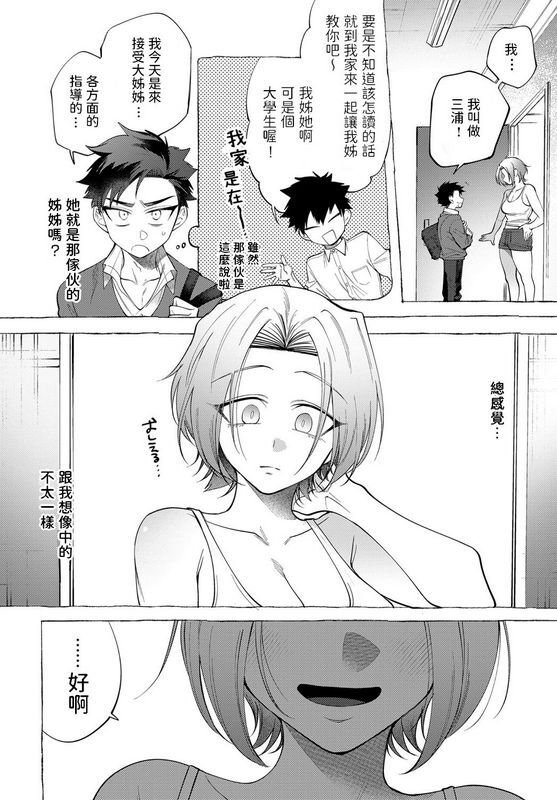 我…
我叫做
三浦！
要是不知道該怎讀的話
就到我家來一起讓我姊
教你吧～
我姊她啊
可是個
大學生喔！
我家是在～
雖然
那傢伙是
這麼說啦
我今天是來
接受大姊姊…
各方面的
指導的…
她就是那傢伙的
姊姊嗎？
總感覺…
跟我想像中的
不太一樣
……
好啊